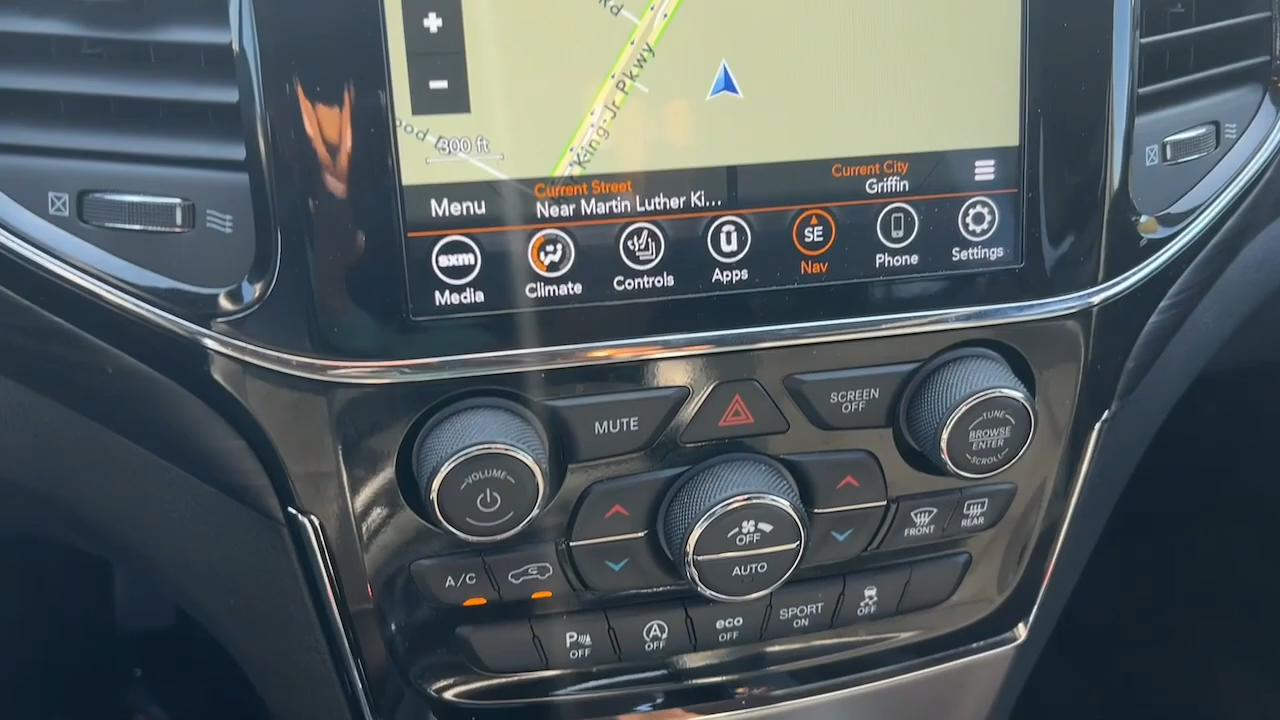 Rd
+
-
King Jr Pkwy
300 ft
Menu
Current Street
Near Martin Luther Ki...
Current City
Griffin
sxm
Media
Climate
Controls
ū
Apps
SE
Nav
Phone
Settings
MUTE
SCREEN
OFF
VOLUME
TUNE
BROWSE
ENTER
SCROLL
OFF
AUTO
FRONT
REAR
A/C
P
OFF
A
OFF
eco
OFF
SPORT
ON
OFF